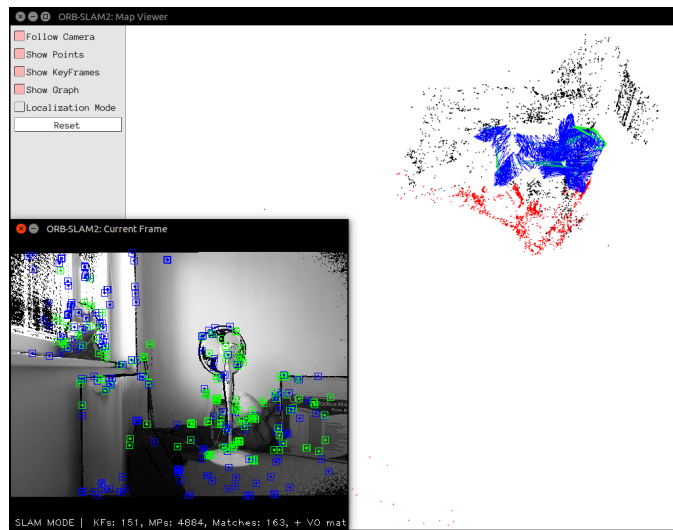 ORB-SLAM2: Map Viewer
Follow Camera
Show Points
Show KeyFrames
Show Graph
Localization Mode
Reset
ORB-SLAM2: Current Frame
SLAM MODE | KFs: 151, MPs: 4884, Matches: 163, + VO mat